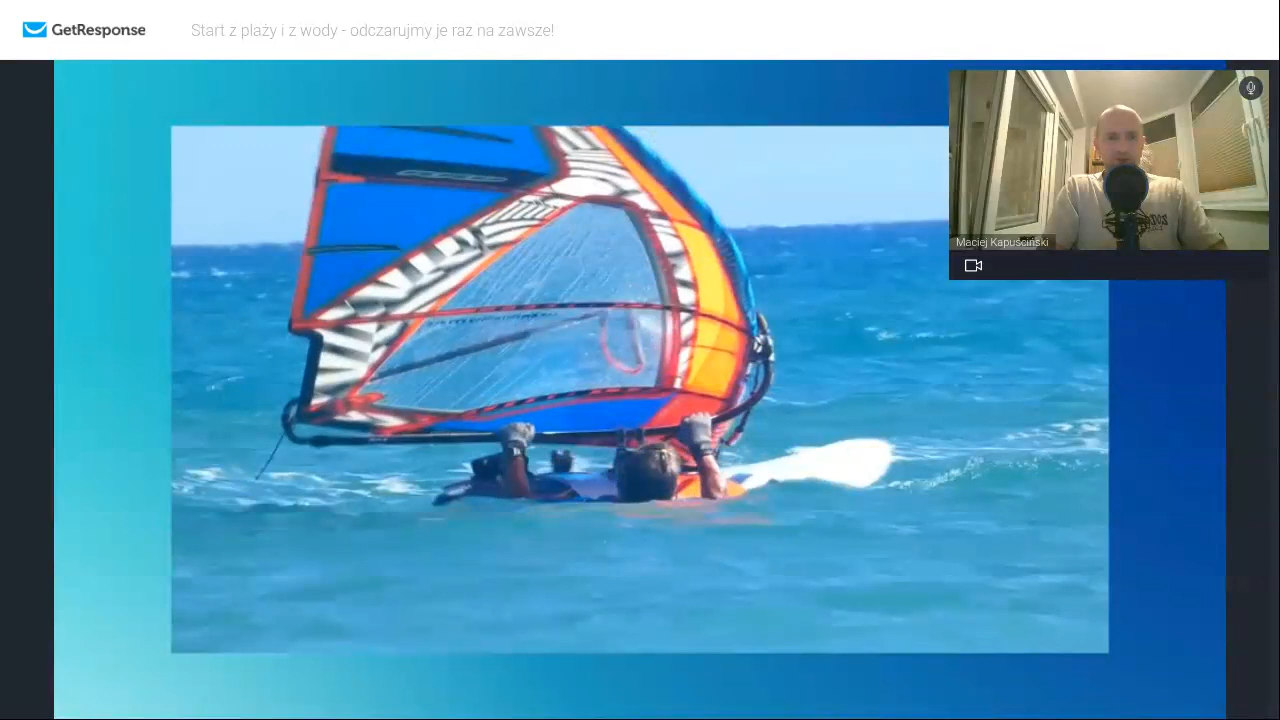 GetResponse
Start z plaży i z wody - odczarujmy je raz na zawsze!
Maciej Kapuściński